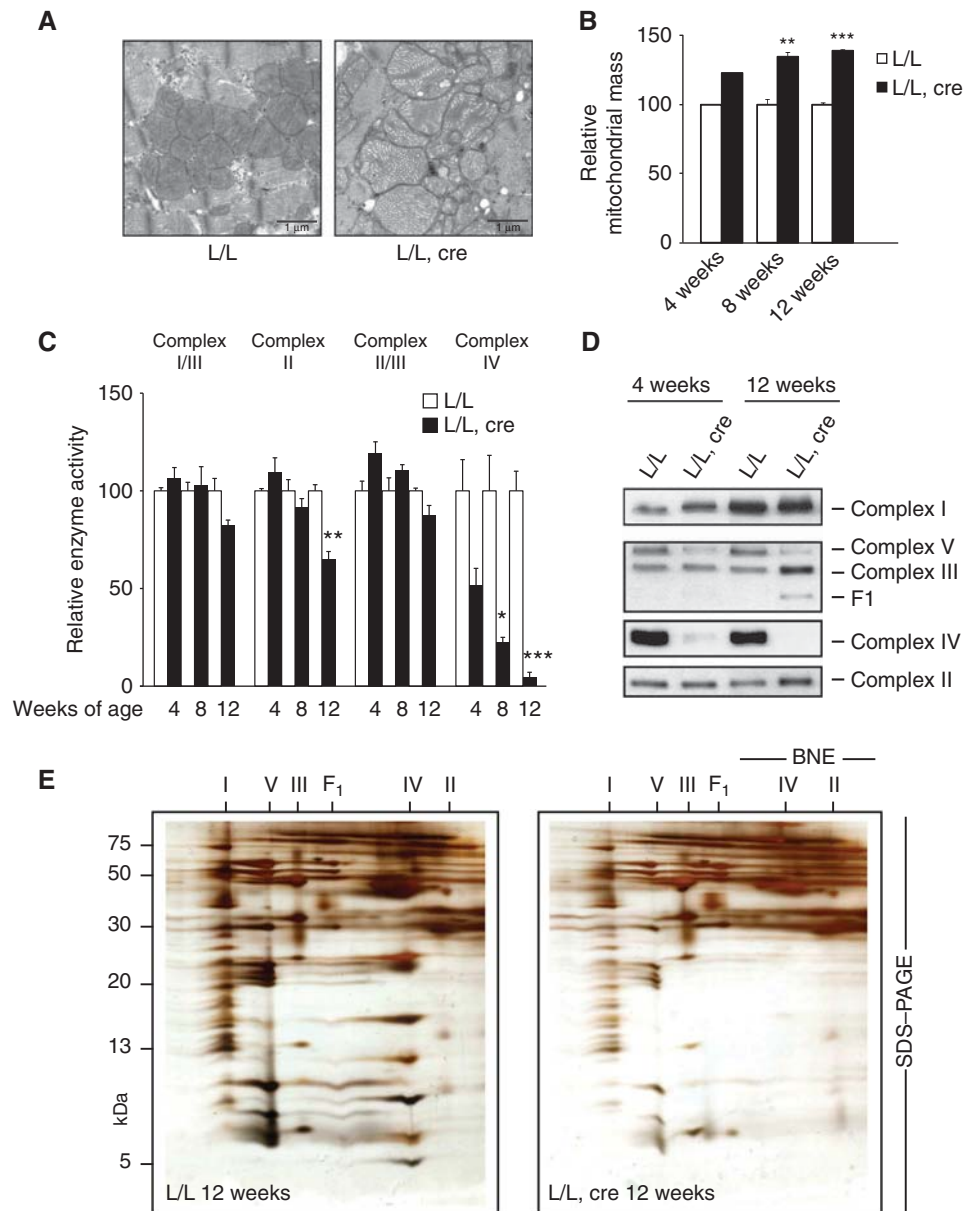 A
1 µm
1 µm
L/L
L/L, cre
B
Relative
mitochondrial mass
150
100
50
0
**
***
L/L
L/L, cre
4 weeks
8 weeks
12 weeks
C
Complex
I/III
Complex
II
Complex
II/III
Complex
IV
Relative enzyme activity
150
100
50
0
L/L
L/L, cre
**
*
***
Weeks of age 4 8 12 4 8 12 4 8 12 4 8 12
D
4 weeks 12 weeks
L/L L/L, cre L/L L/L, cre
Complex I
Complex V
Complex III
F1
Complex IV
Complex II
E
BNE
I V III F1 IV II
I V III F1 IV II
75
50
30
20
13
5
kDa
L/L 12 weeks
L/L, cre 12 weeks
SDS–PAGE